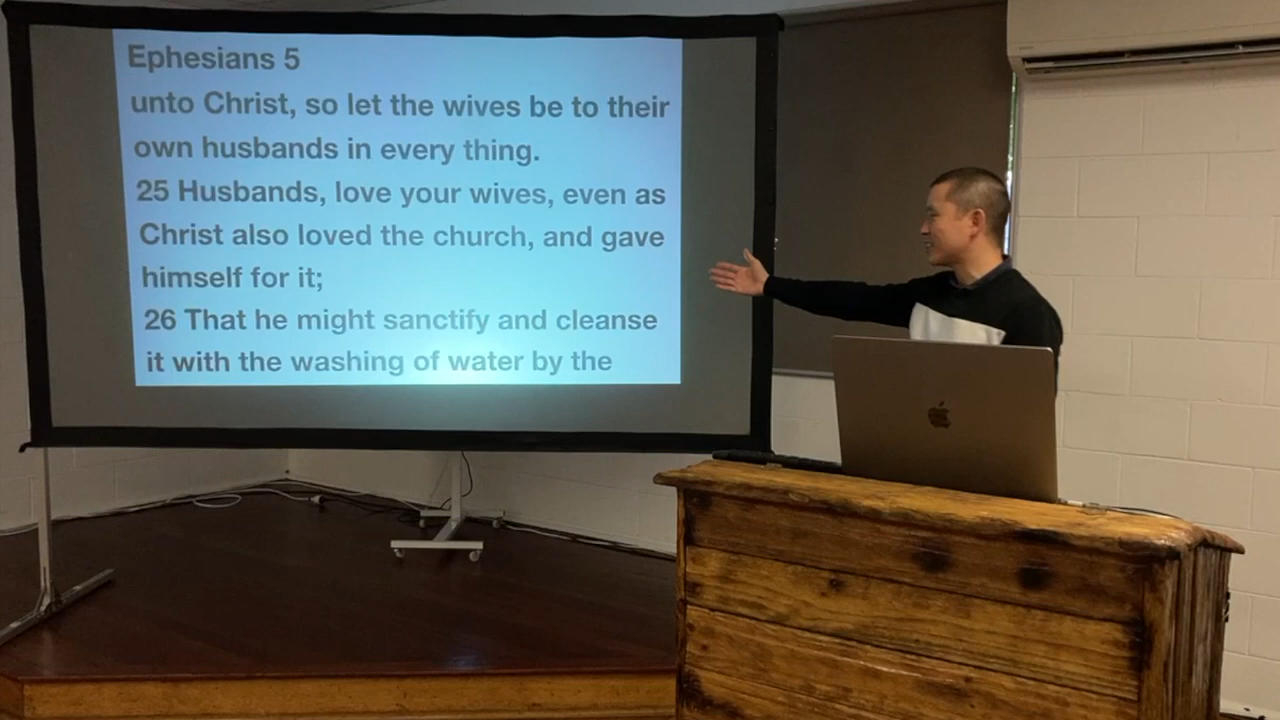 Ephesians 5
unto Christ, so let the wives be to their
own husbands in every thing.
25 Husbands, love your wives, even as
Christ also loved the church, and gave
himself for it;
26 That he might sanctify and cleanse
it with the washing of water by the